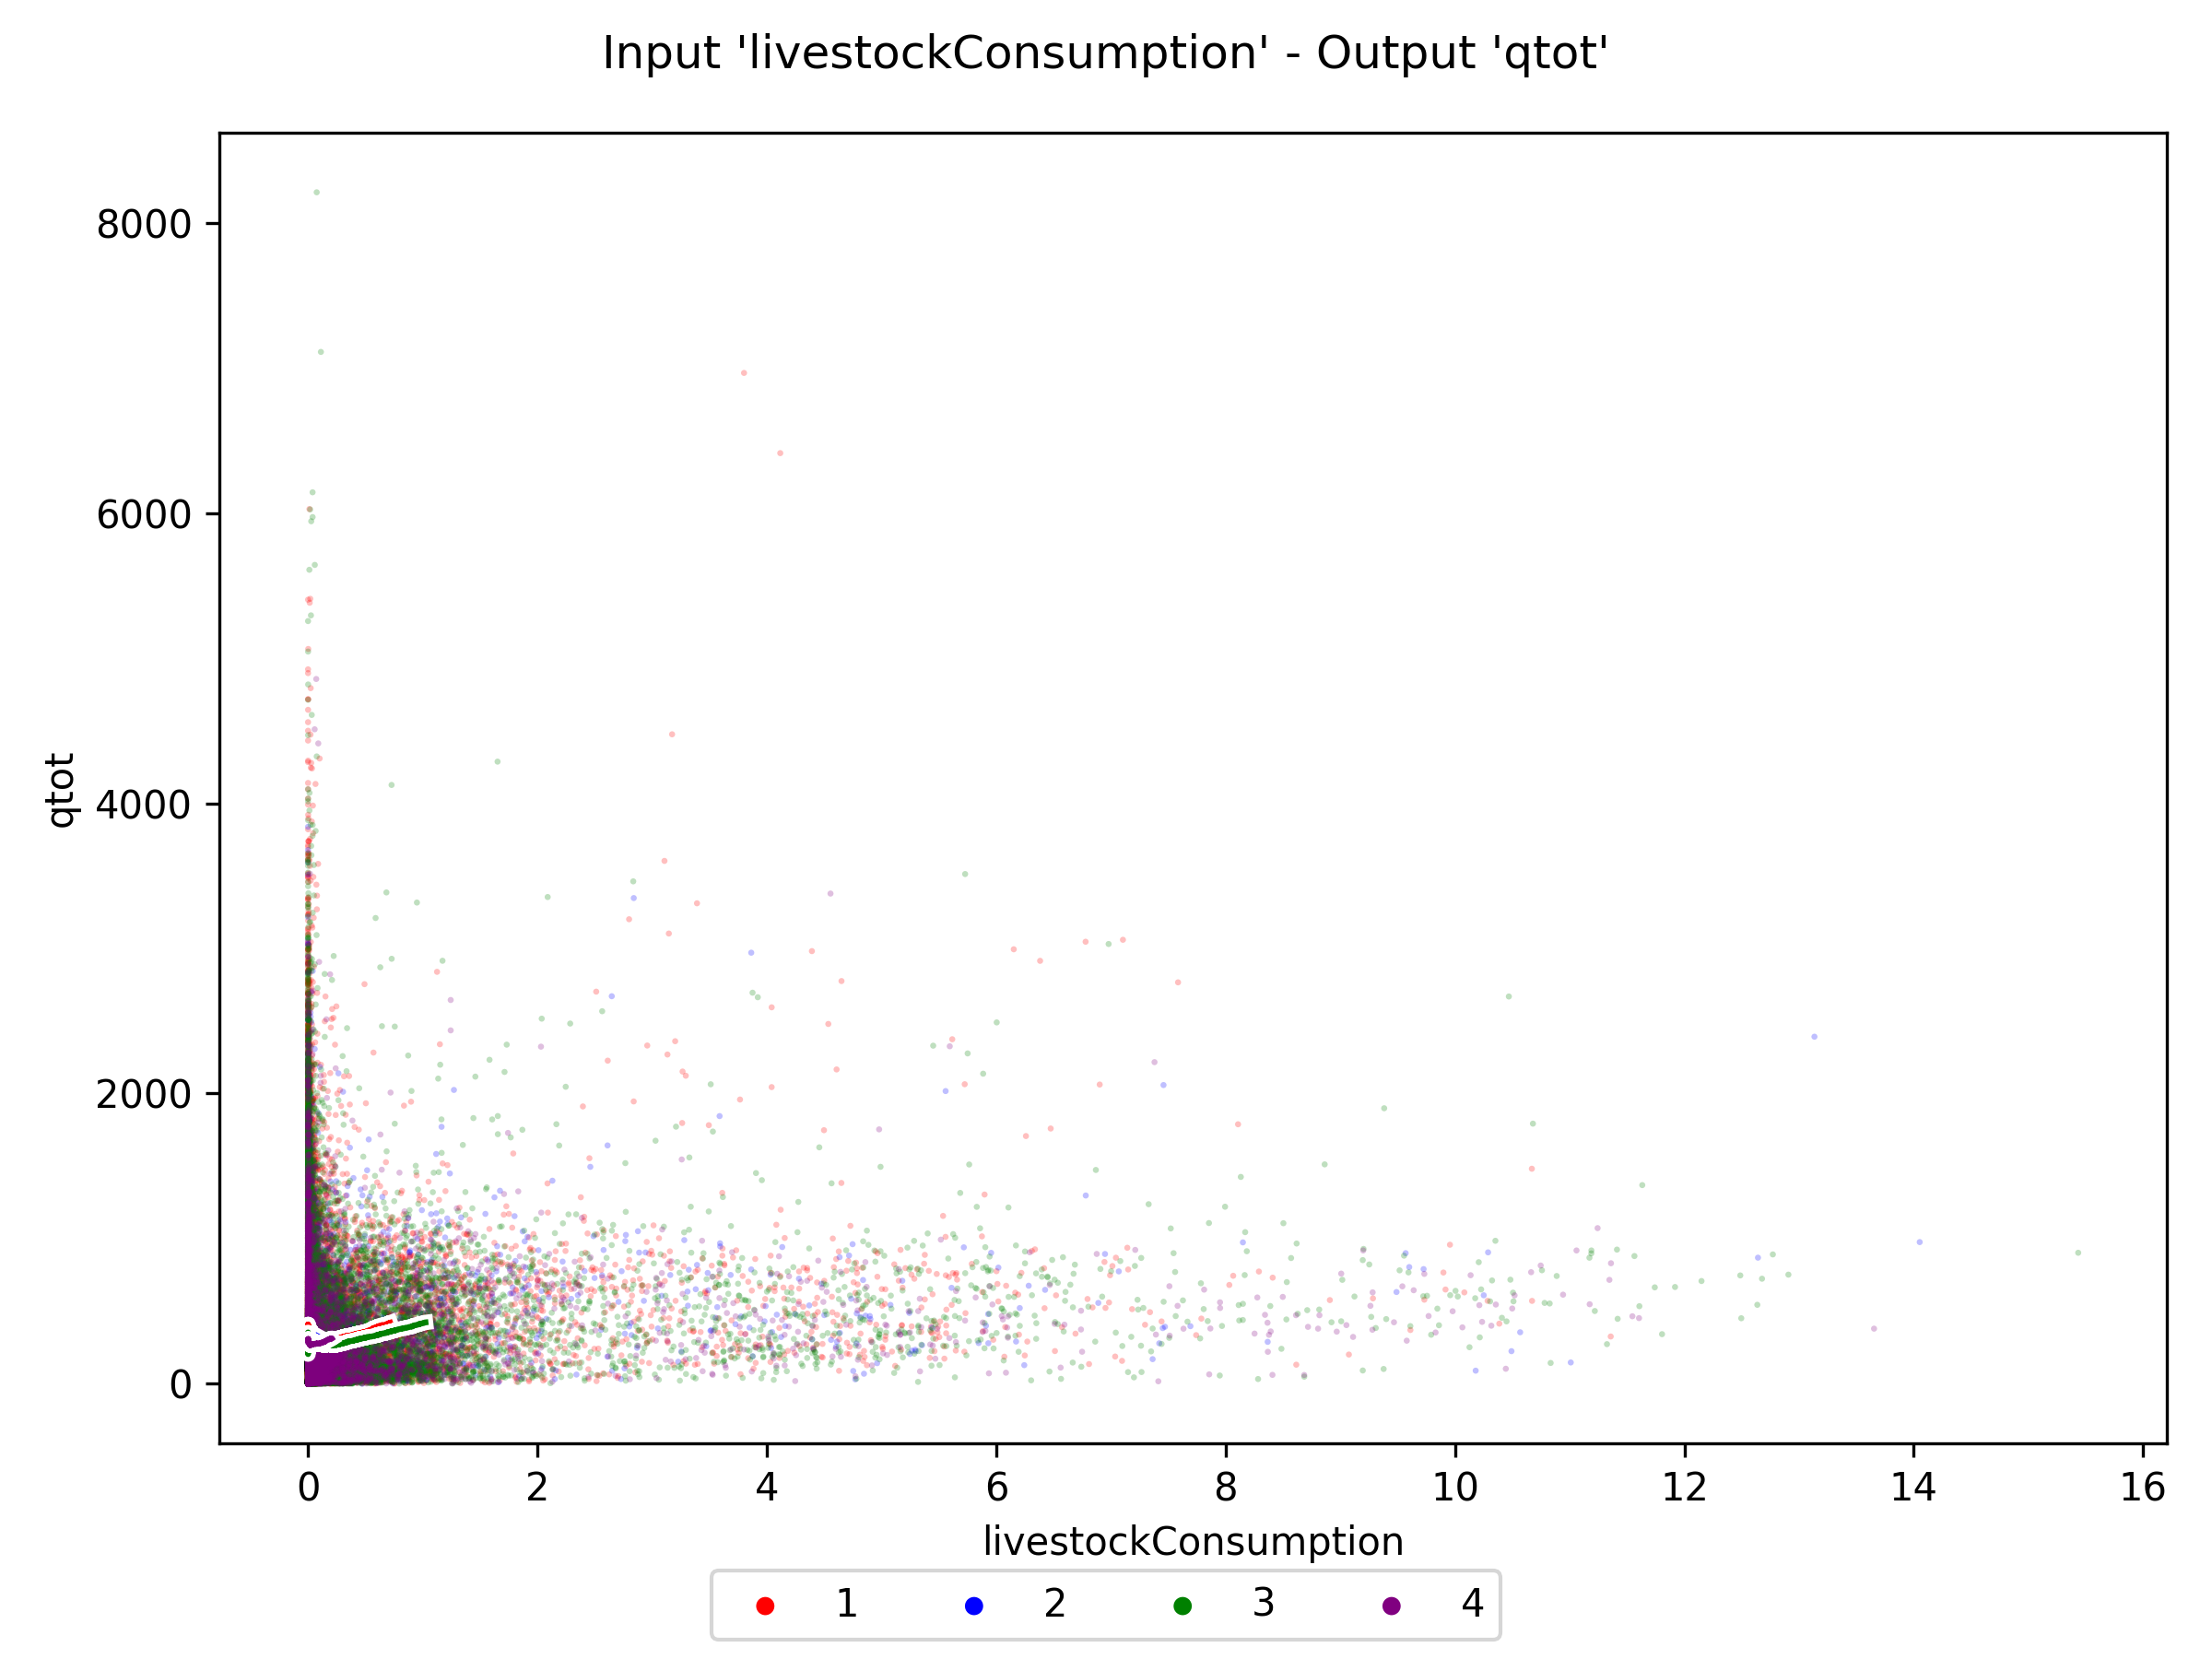 Input 'livestockConsumption' - Output 'qtot'
8000
6000
4000
2000
0
qtot
0 2 4 6 8 10 12 14 16
livestockConsumption
1 2 3 4